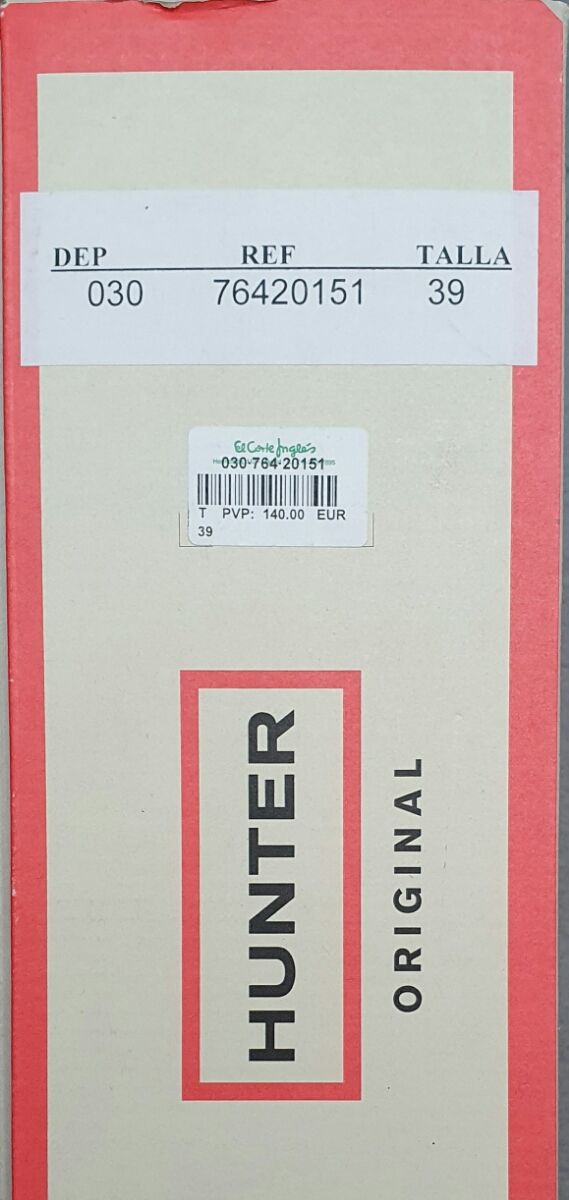 DEP REF TALLA
030 76420151 39
El Corte Inglés
030-764-20151
T PVP: 140.00 EUR
39
HUNTER
ORIGINAL